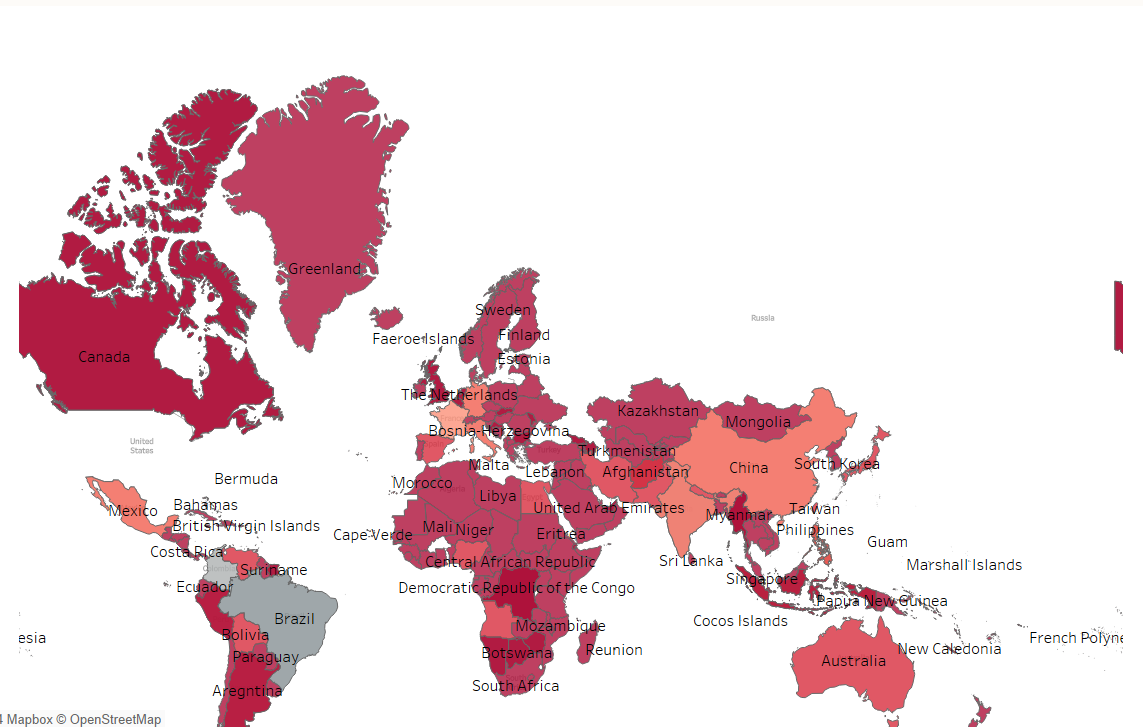 Greenland
Sweden
Russia
Finland
Faeroe Islands
Canada
Estonia
The Netherlands
Kazakhstan
Mongolia
Bosnia-Herzegovina
United
States
Turkmenistan
Malta
Lebanon
Afghanistan
China
South Korea
Bermuda
Morocco
Libya
Mexico
Bahamas
United Arab Emirates
Myanmar
Taiwan
British Virgin Islands
Mali
Niger
Philippines
Cape Verde
Eritrea
Guam
Costa Rica
Central African Republic
Sri Lanka
Marshall Islands
Suriname
Singapore
Ecuador
Democratic Republic of the Congo
Papua New Guinea
Brazil
Cocos Islands
Mozambique
Bolivia
esia
French Polyne
Reunion
New Caledonia
Botswana
Paraguay
Australia
South Africa
Aregntina
4 Mapbox © OpenStreetMap